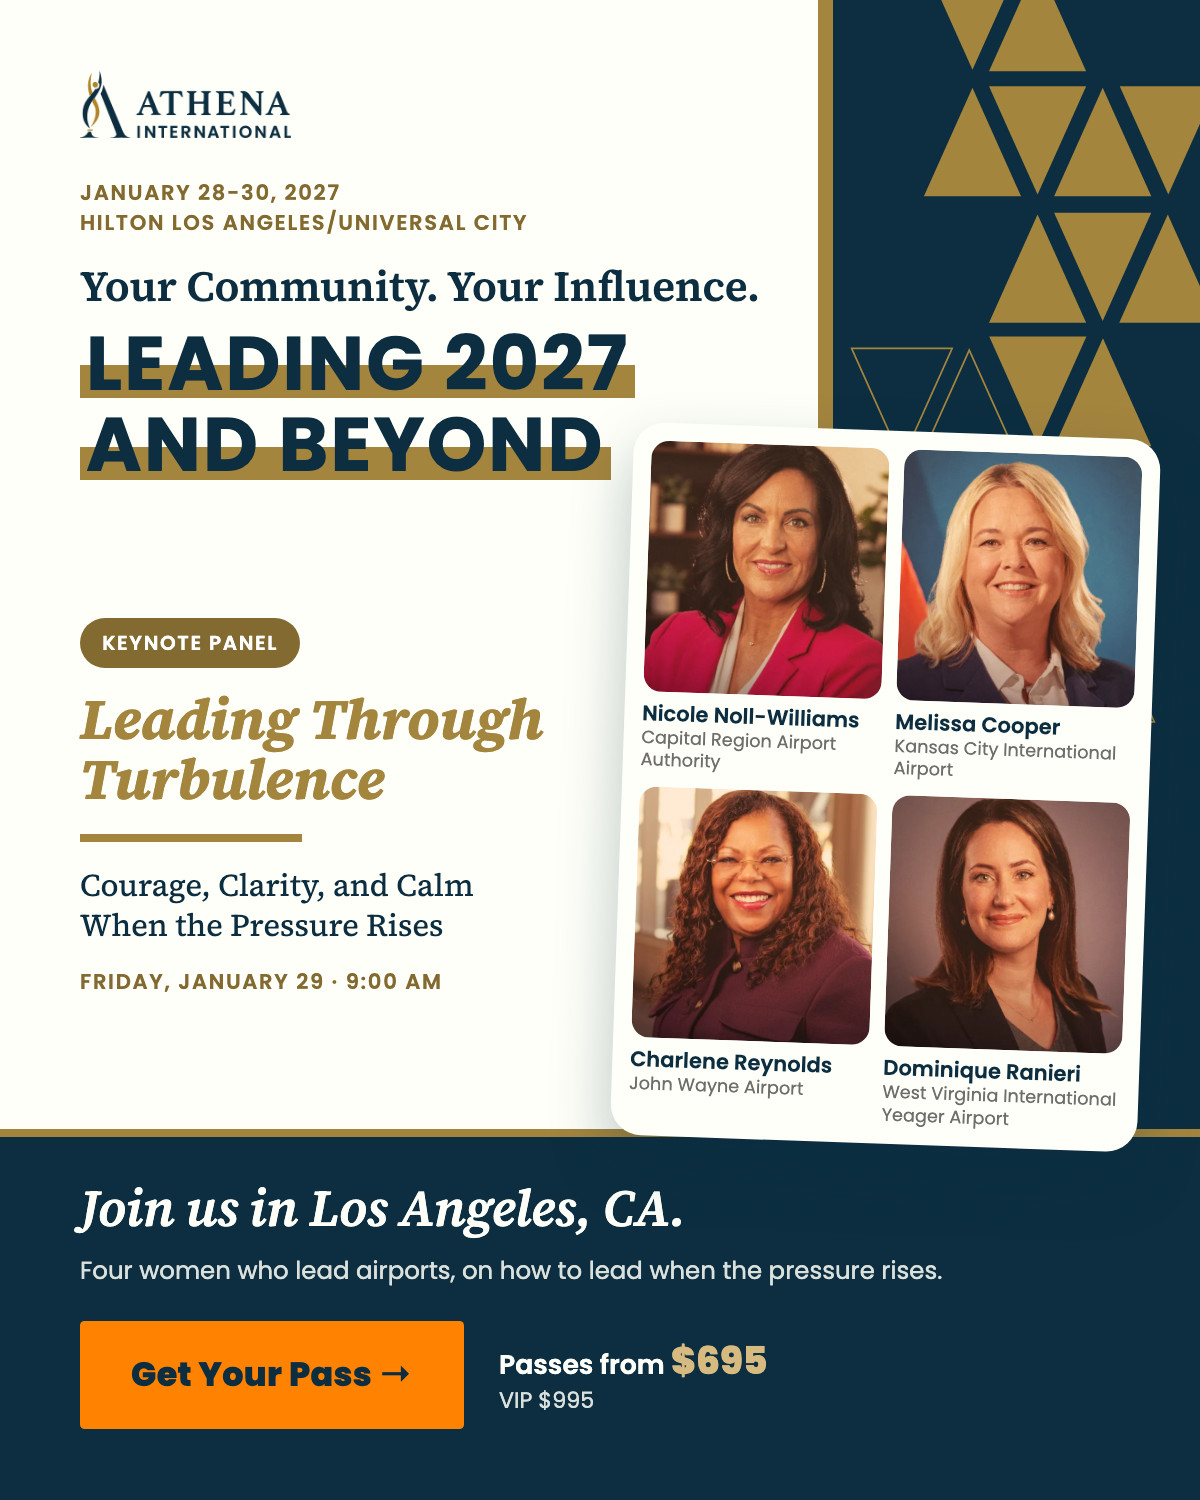 ATHENA
INTERNATIONAL
JANUARY 28-30, 2027
HILTON LOS ANGELES/UNIVERSAL CITY
Your Community. Your Influence.
LEADING 2027
AND BEYOND
KEYNOTE PANEL
Leading Through
Turbulence
Courage, Clarity, and Calm
When the Pressure Rises
FRIDAY, JANUARY 29 · 9:00 AM
Nicole Noll-Williams
Capital Region Airport
Authority
Melissa Cooper
Kansas City International
Airport
Charlene Reynolds
John Wayne Airport
Dominique Ranieri
West Virginia International
Yeager Airport
Join us in Los Angeles, CA.
Four women who lead airports, on how to lead when the pressure rises.
Get Your Pass →
Passes from $695
VIP $995